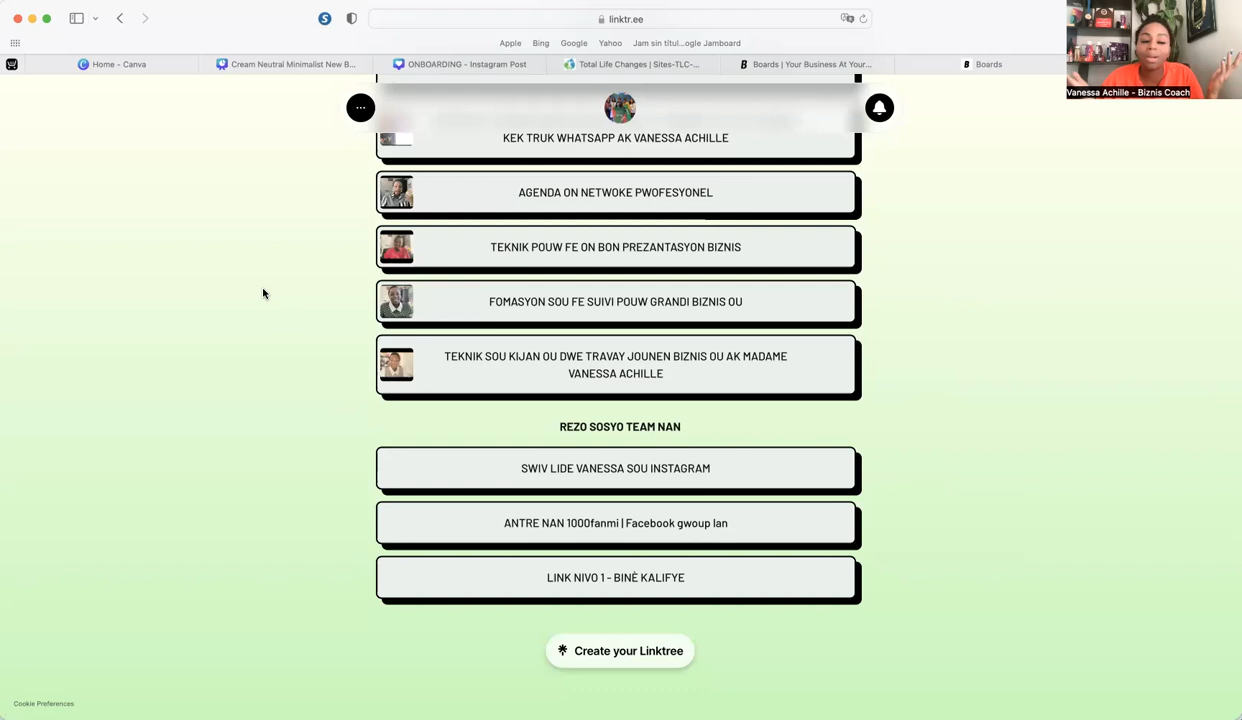 linktr.ee
Apple Bing Google Yahoo Jam sin títul...ogle Jamboard
Home - Canva
Cream Neutral Minimalist New B...
ONBOARDING - Instagram Post
Total Life Changes | Sites-TLC-...
Boards | Your Business At Your...
Boards
Vanessa Achille - Biznis Coach
KEK TRUK WHATSAPP AK VANESSA ACHILLE
AGENDA ON NETWOKE PWOFESYONEL
TEKNIK POUW FE ON BON PREZANTASYON BIZNIS
FOMASYON SOU FE SUIVI POUW GRANDI BIZNIS OU
TEKNIK SOU KIJAN OU DWE TRAVAY JOUNEN BIZNIS OU AK MADAME
VANESSA ACHILLE
REZO SOSYO TEAM NAN
SWIV LIDE VANESSA SOU INSTAGRAM
ANTRE NAN 1000fanmi | Facebook gwoup lan
LINK NIVO 1 - BINÈ KALIFYE
Create your Linktree
Cookie Preferences